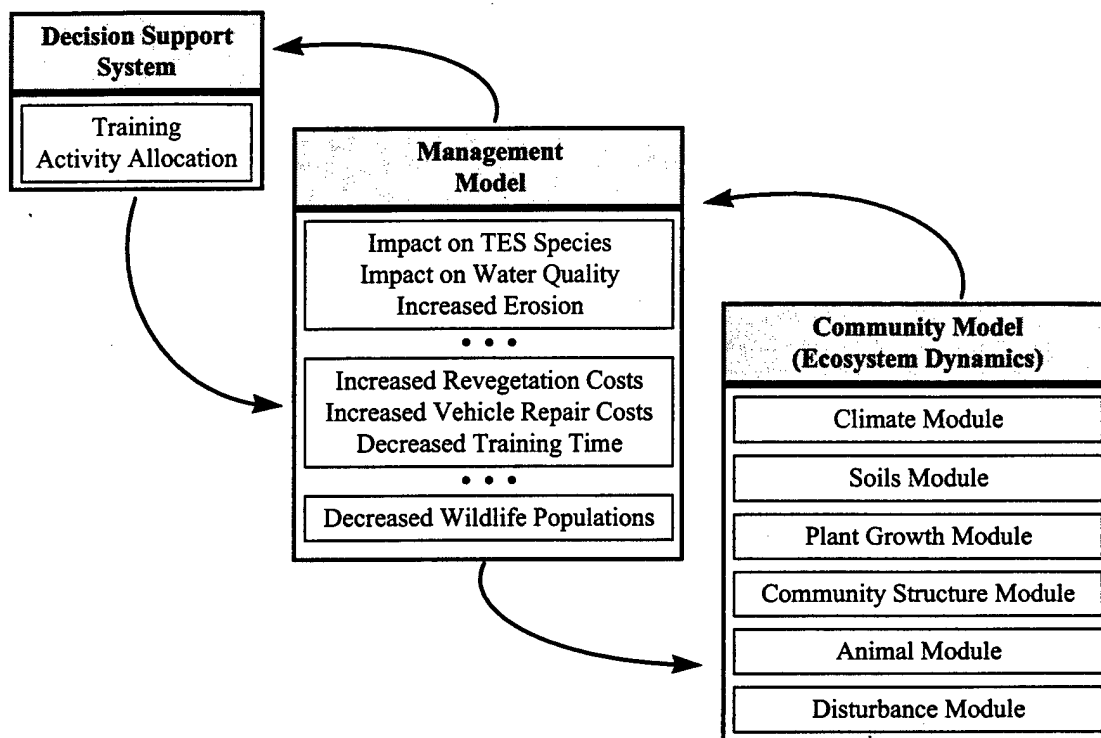 Decision Support
System
Training
Activity Allocation
Management
Model
Impact on TES Species
Impact on Water Quality
Increased Erosion
• • •
Increased Revegetation Costs
Increased Vehicle Repair Costs
Decreased Training Time
• • •
Decreased Wildlife Populations
Community Model
(Ecosystem Dynamics)
Climate Module
Soils Module
Plant Growth Module
Community Structure Module
Animal Module
Disturbance Module